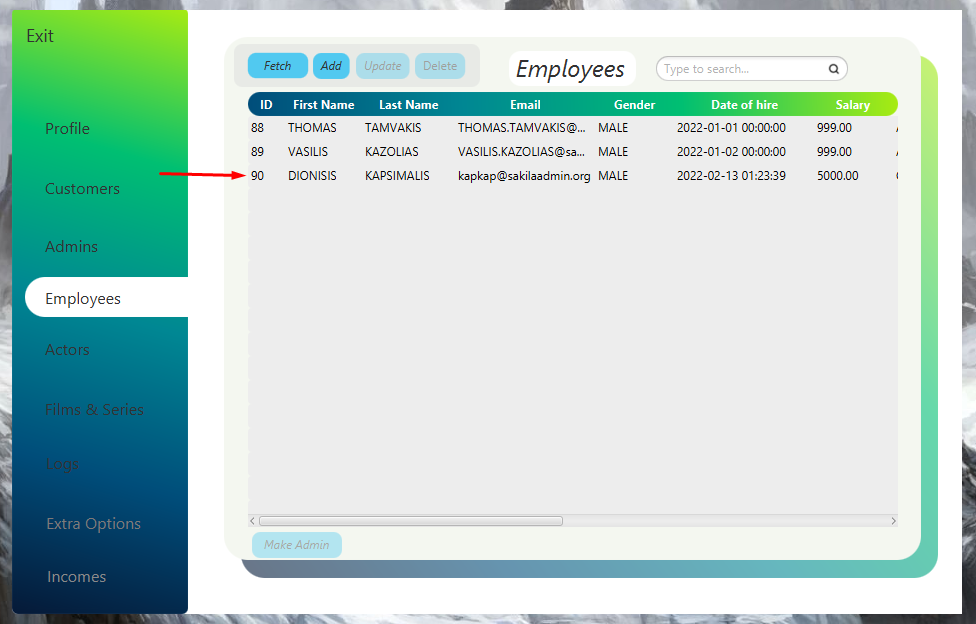 Exit
Profile
Customers
Admins
Employees
Actors
Films & Series
Logs
Extra Options
Incomes
Fetch Add Update Delete
Employees
Type to search...
ID First Name Last Name Email Gender Date of hire Salary
88 THOMAS TAMVAKIS THOMAS.TAMVAKIS@... MALE 2022-01-01 00:00:00 999.00
89 VASILIS KAZOLIAS VASILIS.KAZOLIAS@sa... MALE 2022-01-02 00:00:00 999.00
90 DIONISIS KAPSIMALIS kapkap@sakilaadmin.org MALE 2022-02-13 01:23:39 5000.00
Make Admin